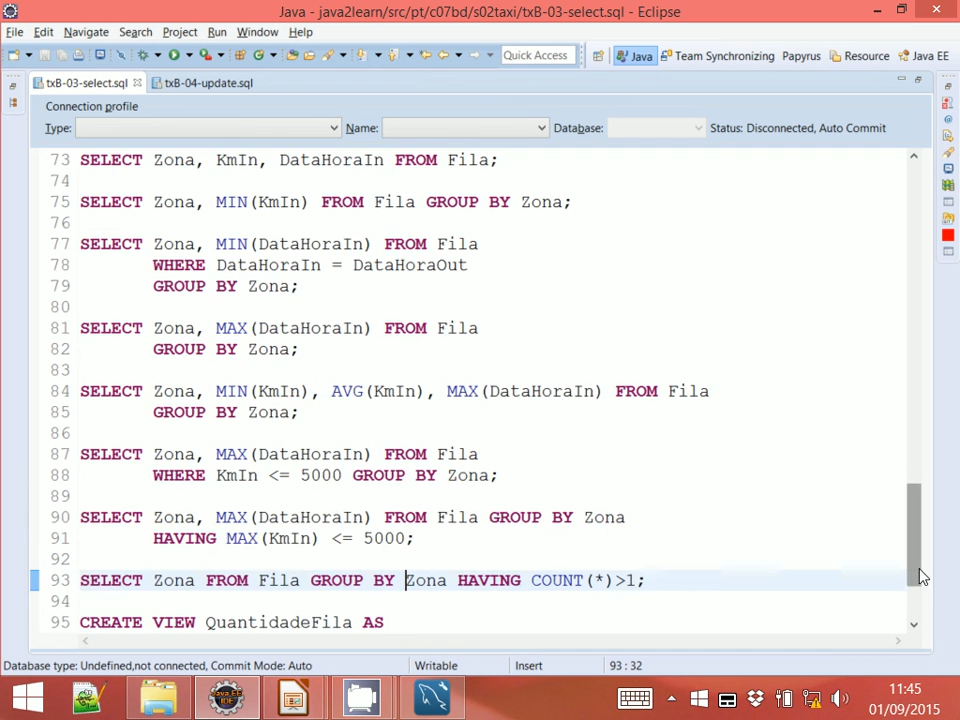 Java - java2learn/src/pt/c07bd/s02taxi/txB-03-select.sql - Eclipse
File Edit Navigate Search Project Run Window Help
Quick Access Java Team Synchronizing Papyrus Resource Java EE
txB-03-select.sql txB-04-update.sql
Connection profile
Type: Name: Database: Status: Disconnected, Auto Commit
73 SELECT Zona, KmIn, DataHoraIn FROM Fila;
74
75 SELECT Zona, MIN(KmIn) FROM Fila GROUP BY Zona;
76
77 SELECT Zona, MIN(DataHoraIn) FROM Fila
78 WHERE DataHoraIn = DataHoraOut
79 GROUP BY Zona;
80
81 SELECT Zona, MAX(DataHoraIn) FROM Fila
82 GROUP BY Zona;
83
84 SELECT Zona, MIN(KmIn), AVG(KmIn), MAX(DataHoraIn) FROM Fila
85 GROUP BY Zona;
86
87 SELECT Zona, MAX(DataHoraIn) FROM Fila
88 WHERE KmIn <= 5000 GROUP BY Zona;
89
90 SELECT Zona, MAX(DataHoraIn) FROM Fila GROUP BY Zona
91 HAVING MAX(KmIn) <= 5000;
92
93 SELECT Zona FROM Fila GROUP BY Zona HAVING COUNT(*)>1;
94
95 CREATE VIEW QuantidadeFila AS
Database type: Undefined,not connected, Commit Mode: Auto Writable Insert 93 : 32
Java EE
IDE
11:45
01/09/2015